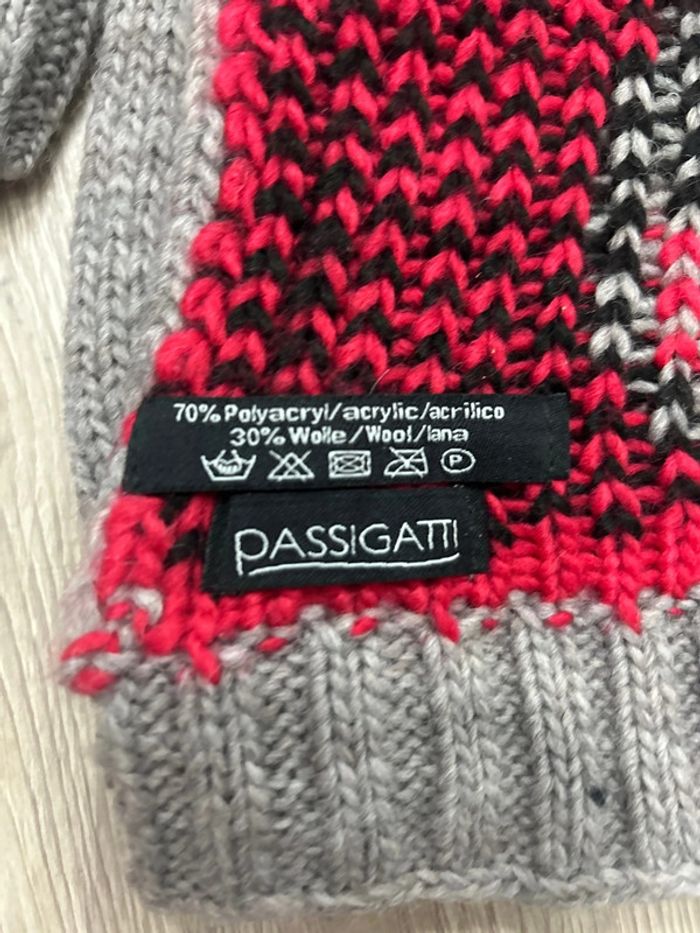 70% Polyacryl/acrylic/acrilico
30% Wolle/Wool/lana
P
PASSIGATTI